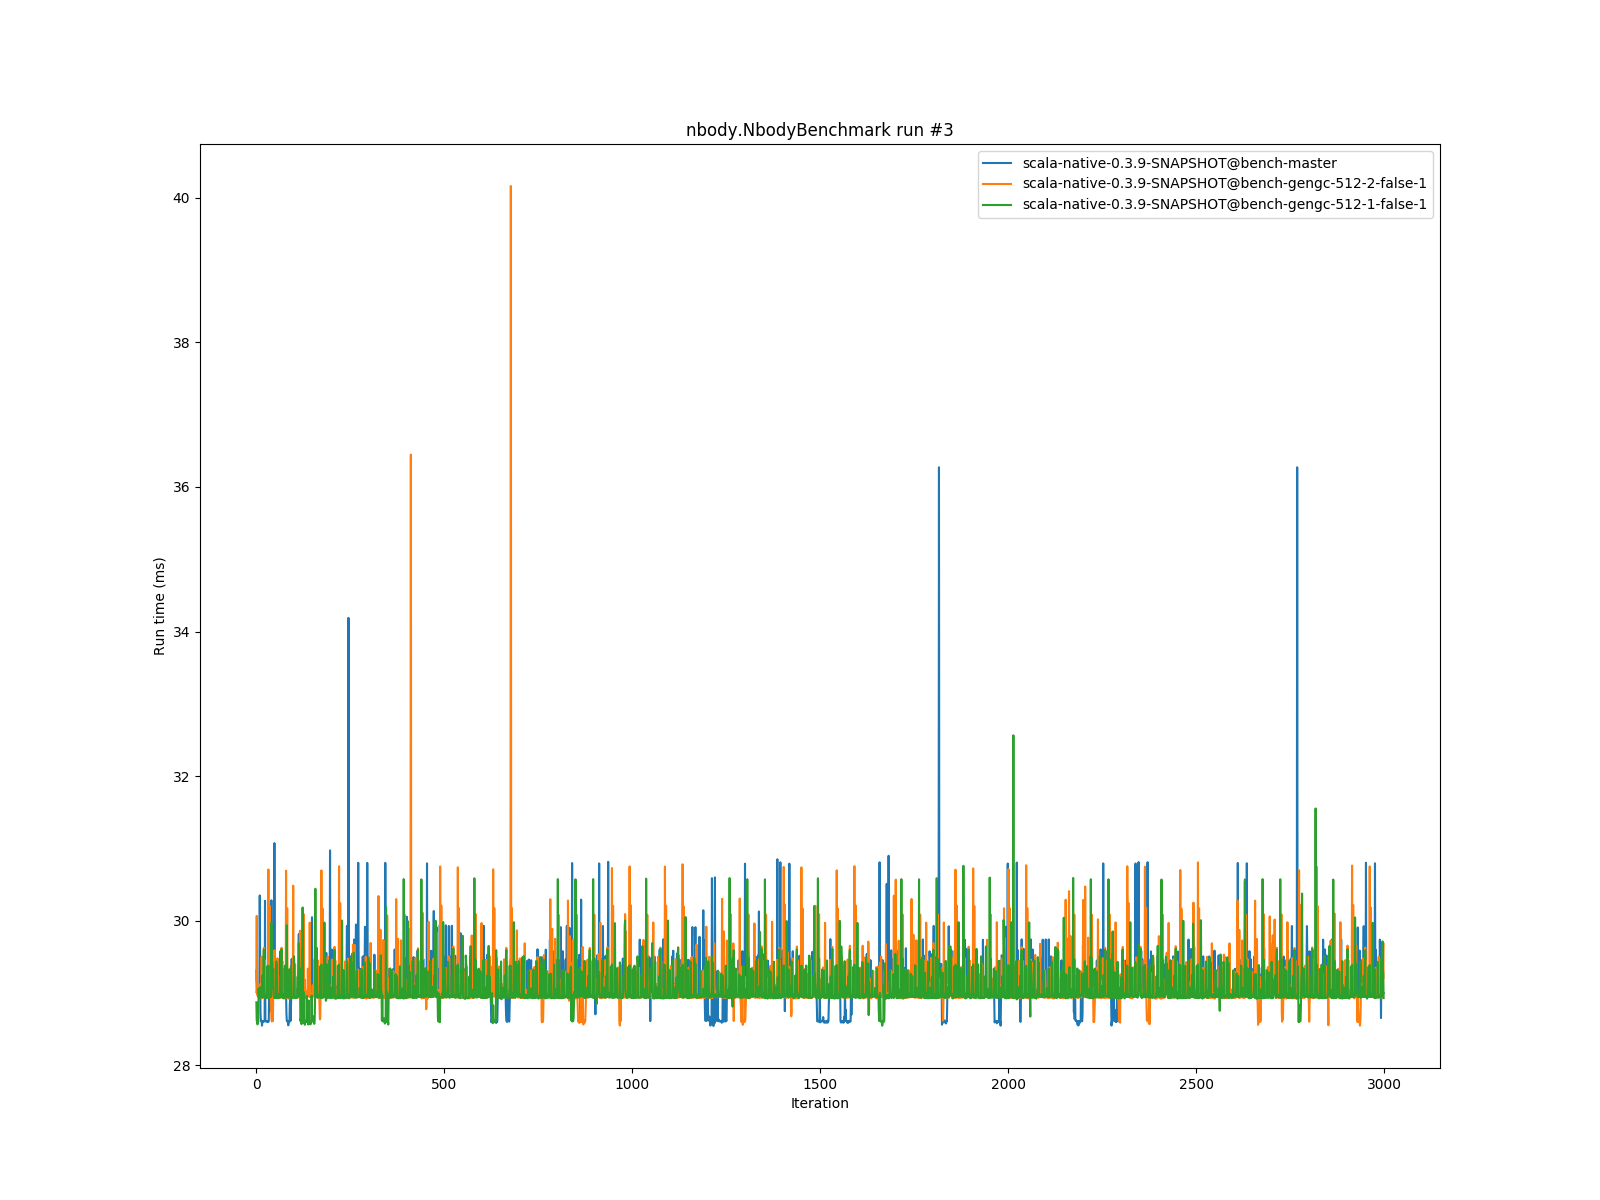 nbody.NbodyBenchmark run #3
scala-native-0.3.9-SNAPSHOT@bench-master
scala-native-0.3.9-SNAPSHOT@bench-gengc-512-2-false-1
scala-native-0.3.9-SNAPSHOT@bench-gengc-512-1-false-1
40
38
36
34
32
30
28
Run time (ms)
0 500 1000 1500 2000 2500 3000
Iteration